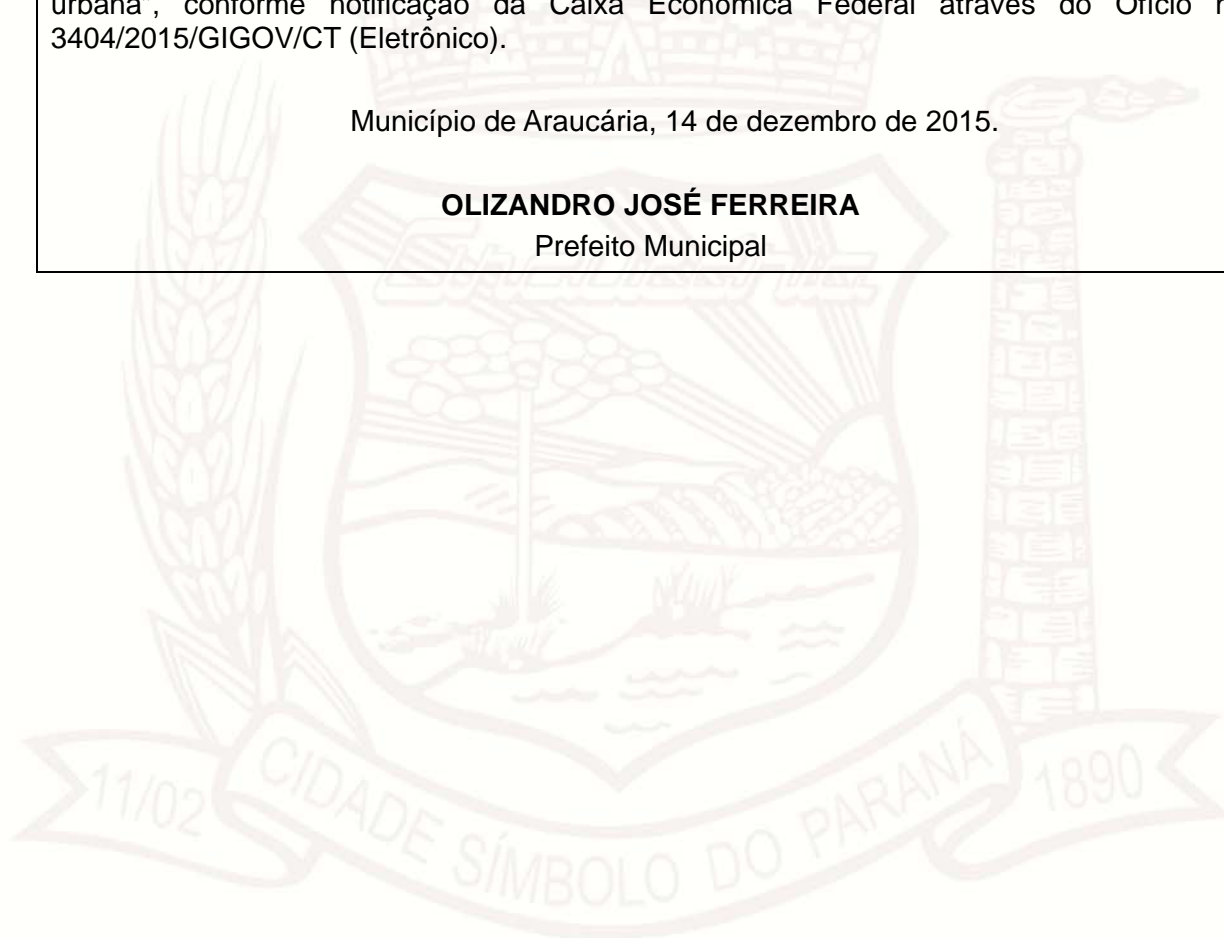 urbana", conforme notificação da Caixa Econômica Federal através do Ofício
3404/2015/GIGOV/CT (Eletrônico).
Município de Araucária, 14 de dezembro de 2015.
OLIZANDRO JOSÉ FERREIRA
Prefeito Municipal
11/02 CIDADE SÍMBOLO DO PARANÁ 1890